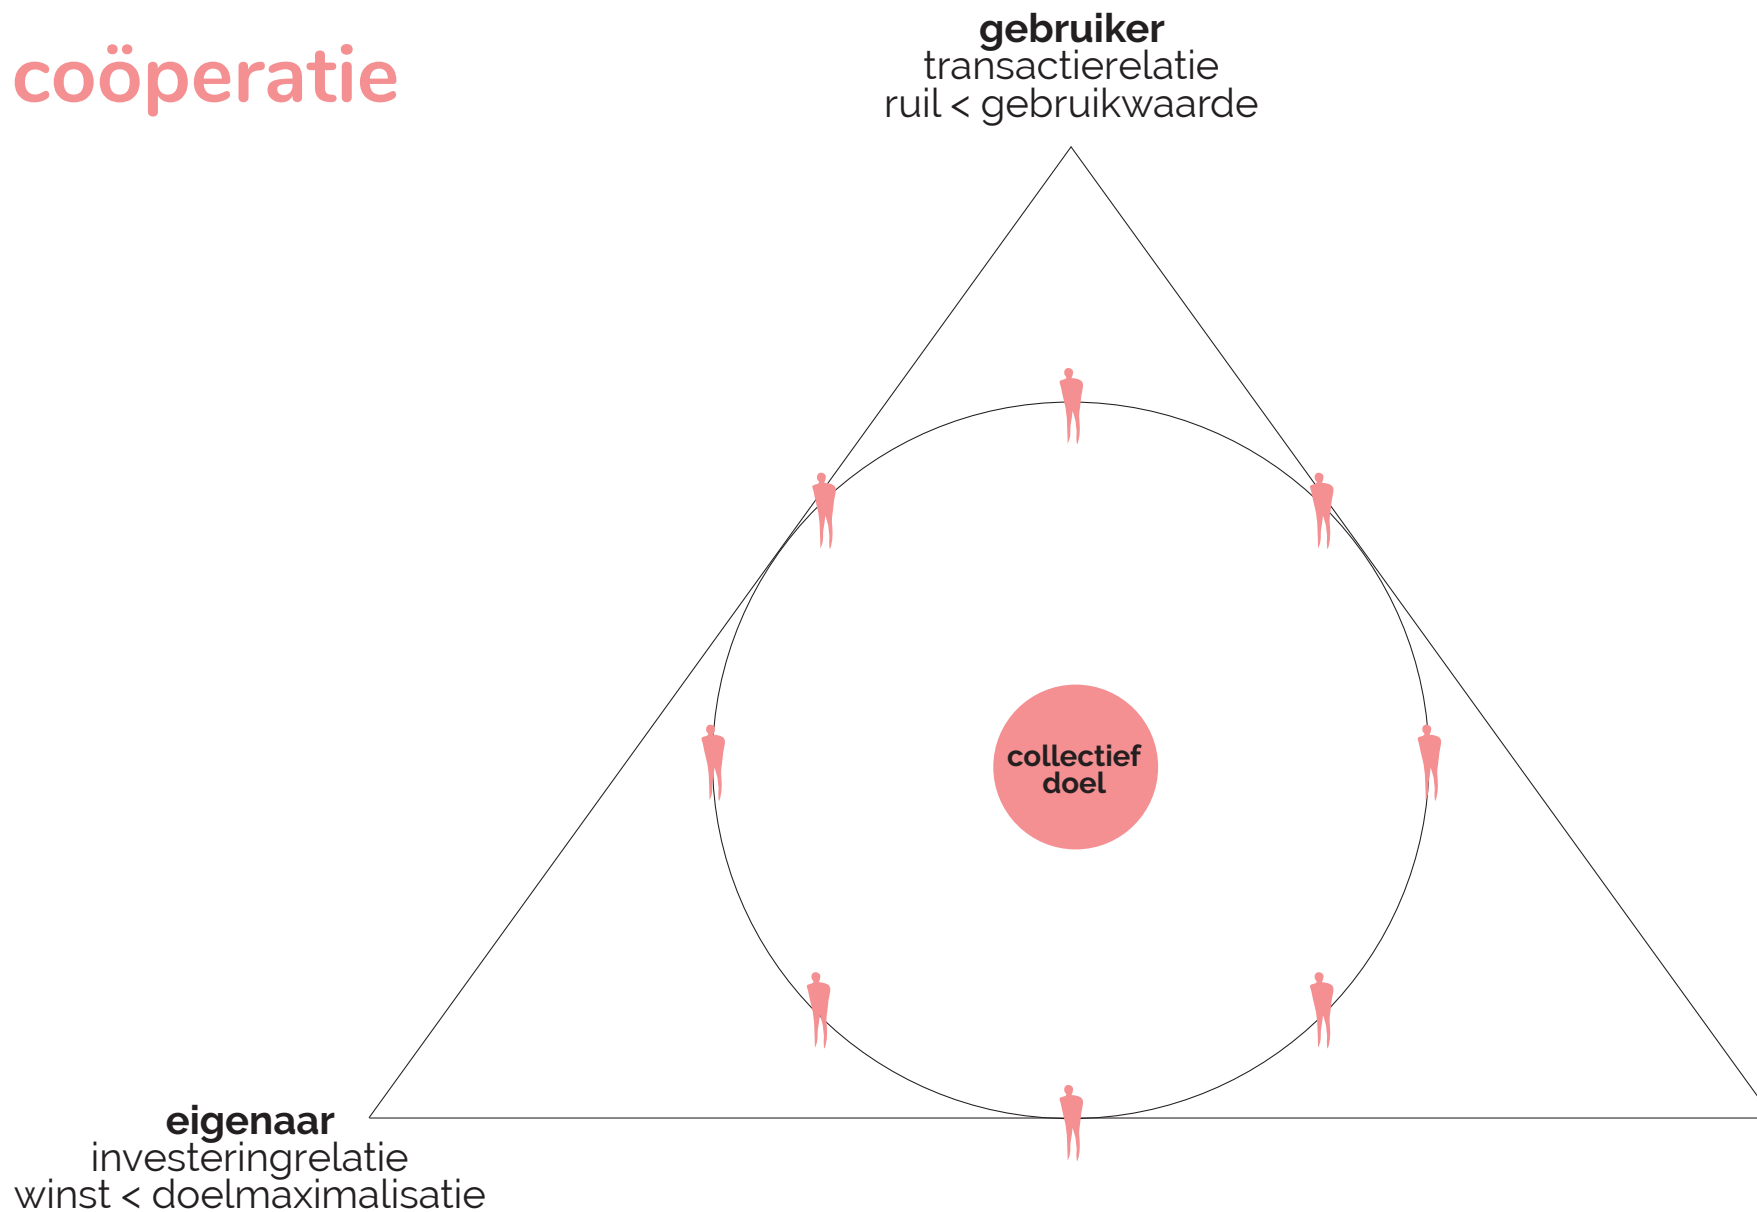 coöperatie
gebruiker
transactierelatie
ruil < gebruikwaarde
collectief
doel
eigenaar
investeringrelatie
winst < doelmaximalisatie